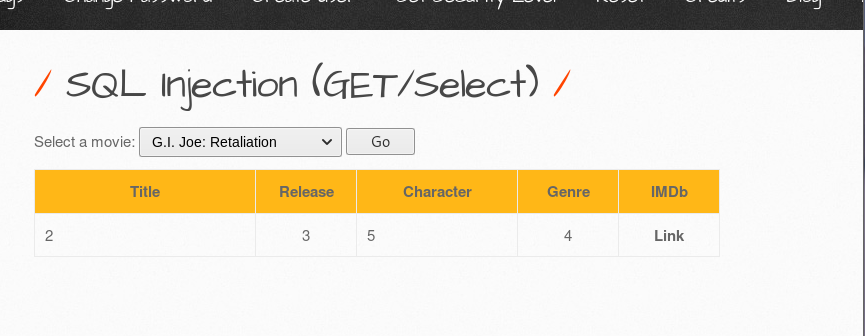 Change Password Create User Set Security Level Reset Credits Blog
/ SQL Injection (GET/Select) /
Select a movie: G.I. Joe: Retaliation Go
Title Release Character Genre IMDb
2 3 5 4 Link